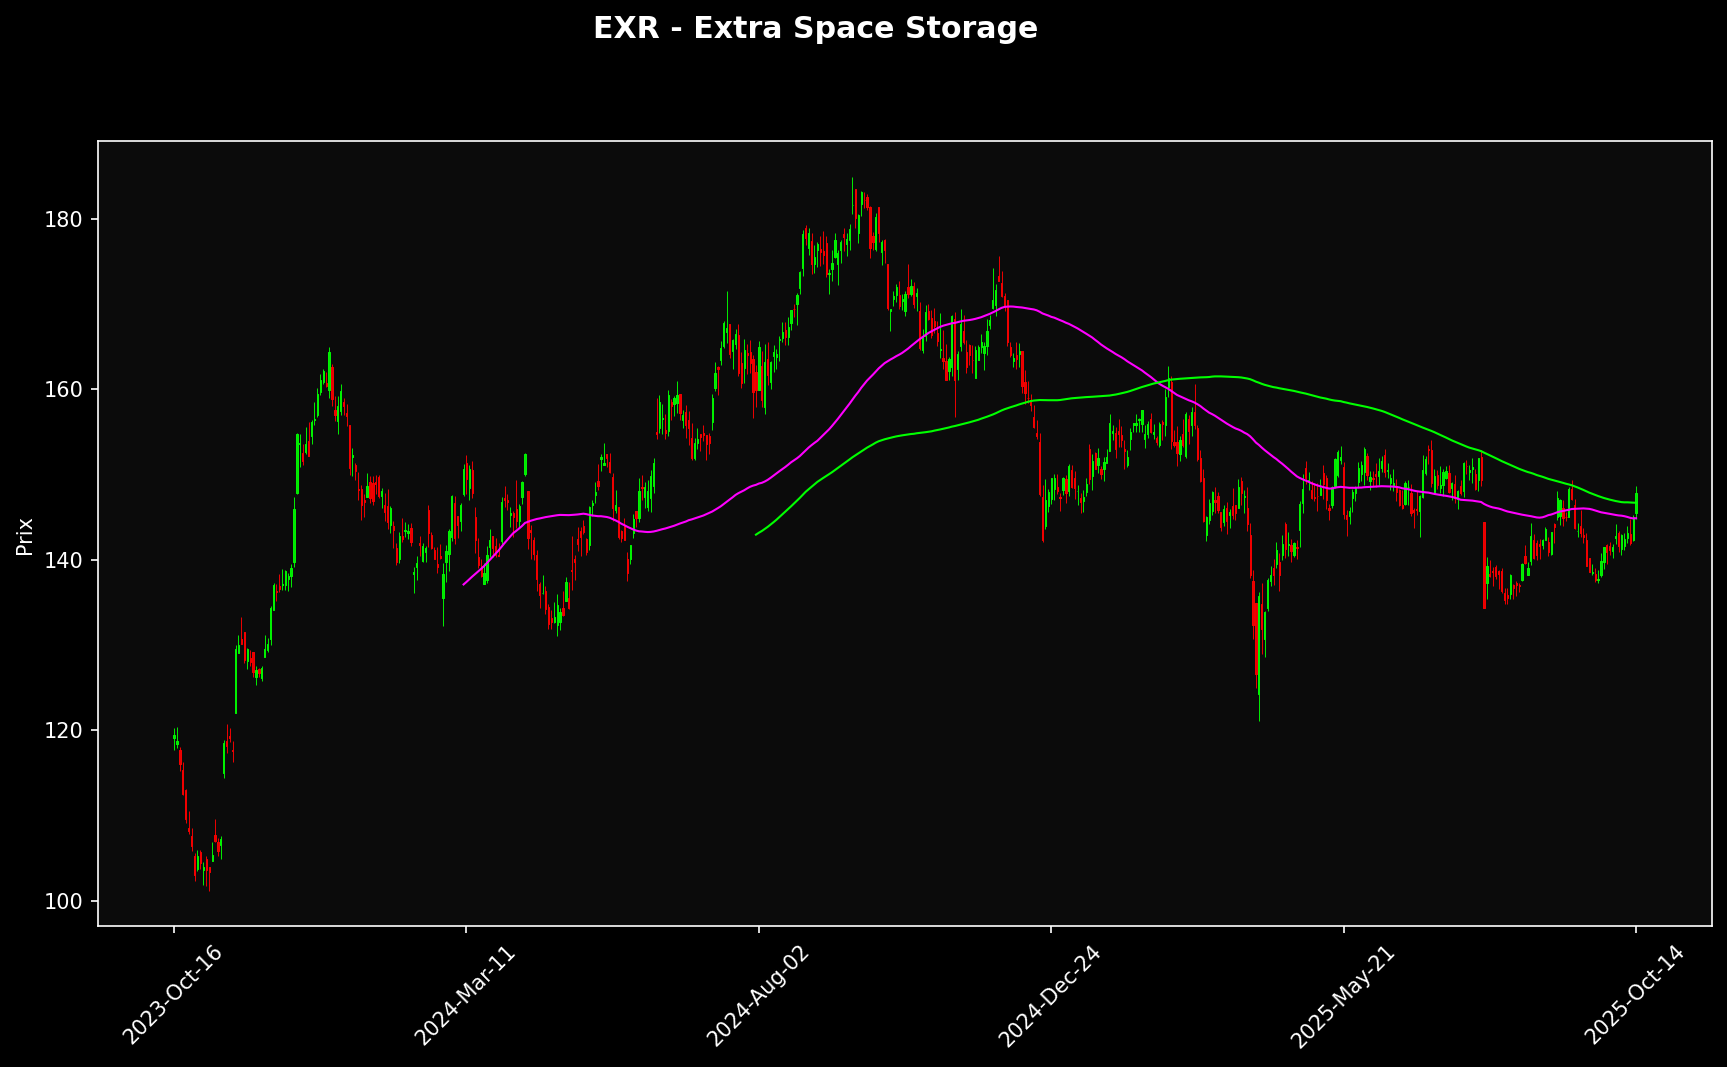 EXR - Extra Space Storage
Prix
180
160
140
120
100
2023-Oct-16
2024-Mar-11
2024-Aug-02
2024-Dec-24
2025-May-21
2025-Oct-14